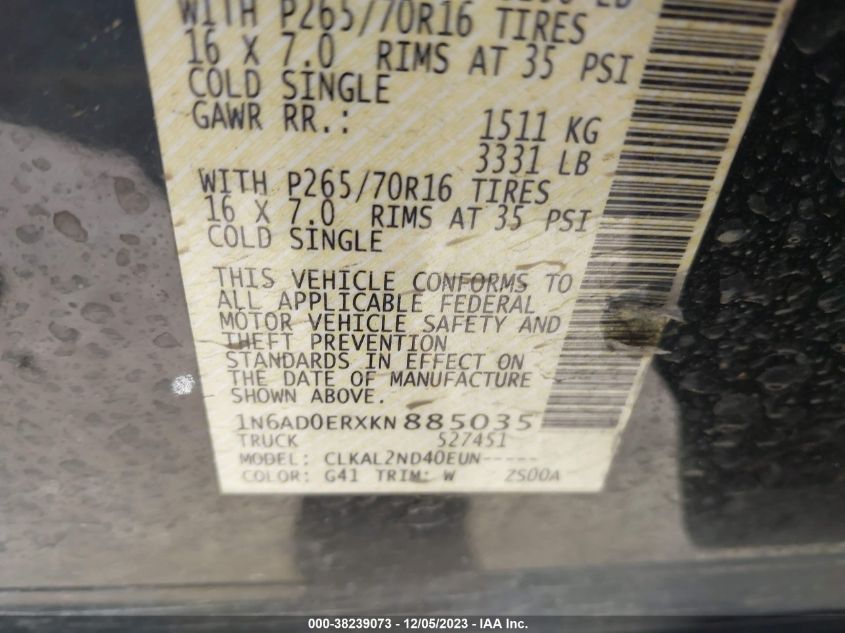 WITH P265/70R16 TIRES
16 X 7.0 RIMS AT 35 PSI
COLD SINGLE
GAWR RR.: 1511 KG
3331 LB
WITH P265/70R16 TIRES
16 X 7.0 RIMS AT 35 PSI
COLD SINGLE
THIS VEHICLE CONFORMS TO
ALL APPLICABLE FEDERAL
MOTOR VEHICLE SAFETY AND
THEFT PREVENTION
STANDARDS IN EFFECT ON
THE DATE OF MANUFACTURE
SHOWN ABOVE.
1N6AD0ERXKN885035
TRUCK 527451
MODEL: CLKAL2ND40EUN-----
COLOR: G41 TRIM: W ZS00A
000-38239073 - 12/05/2023 - IAA Inc.